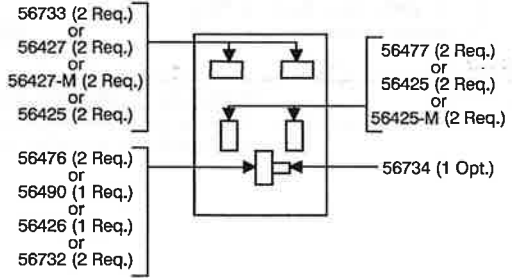 56733 (2 Req.)
or
56427 (2 Req.)
or
56427-M (2 Req.)
or
56425 (2 Req.)
56477 (2 Req.)
or
56425 (2 Req.)
or
56425-M (2 Req.)
56476 (2 Req.)
or
56490 (1 Req.)
or
56426 (1 Req.)
or
56732 (2 Req.)
56734 (1 Opt.)